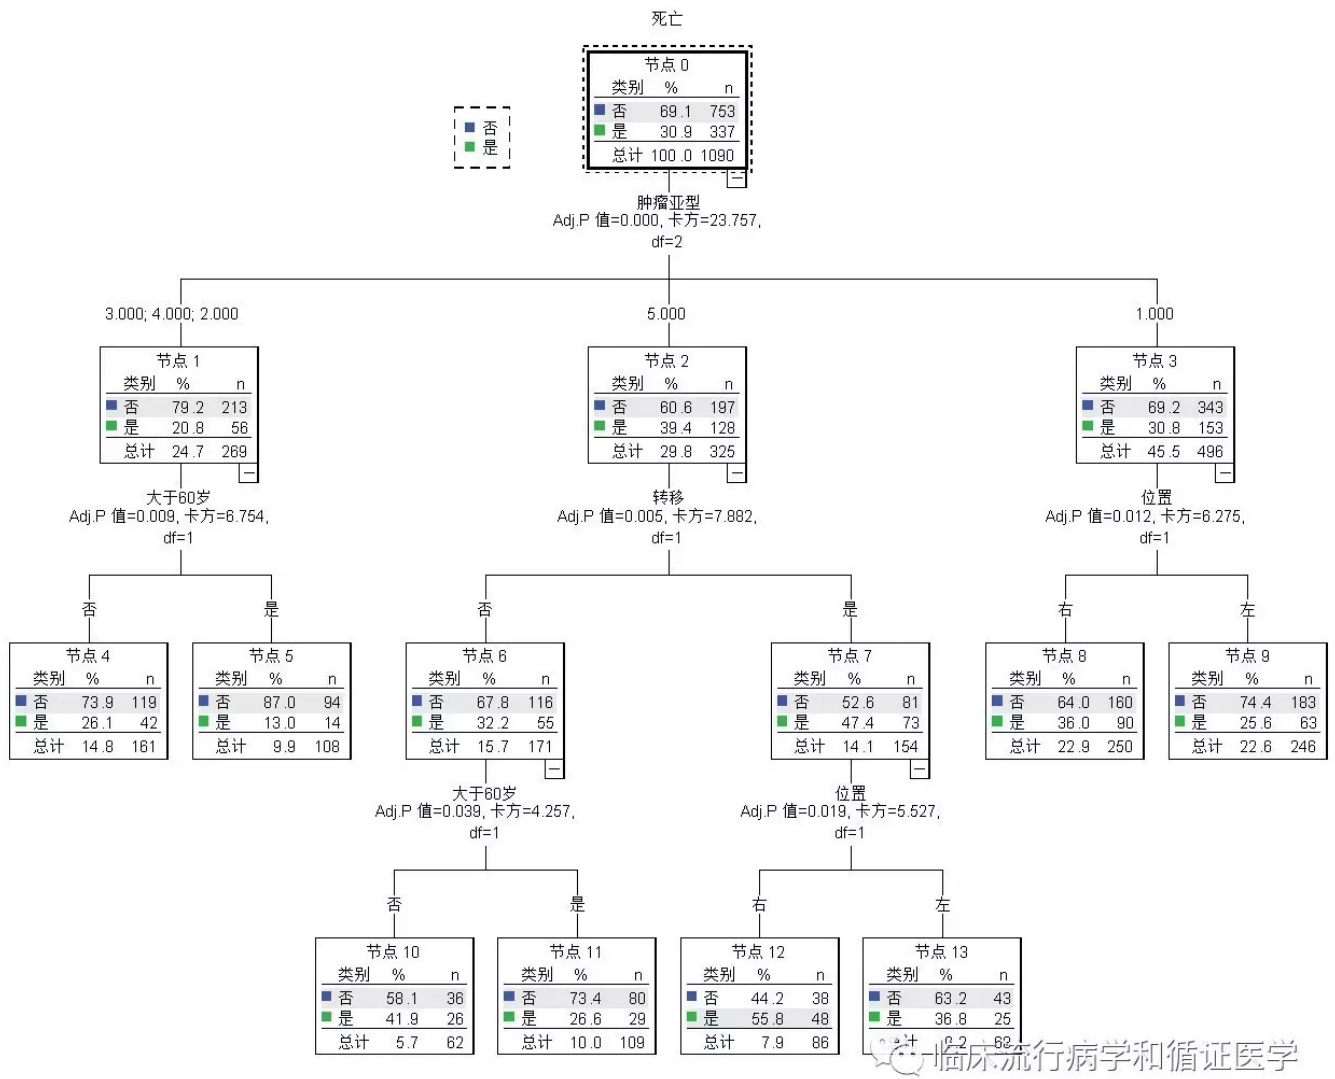 死亡
节点 0
类别 % n
否 69.1 753
是 30.9 337
总计 100.0 1090
否
是
肿瘤亚型
Adj.P 值=0.000, 卡方=23.757,
df=2
3.000; 4.000; 2.000
5.000
1.000
节点 1
类别 % n
否 79.2 213
是 20.8 56
总计 24.7 269
节点 2
类别 % n
否 60.6 197
是 39.4 128
总计 29.8 325
节点 3
类别 % n
否 69.2 343
是 30.8 153
总计 45.5 496
大于60岁
Adj.P 值=0.009, 卡方=6.754,
df=1
转移
Adj.P 值=0.005, 卡方=7.882,
df=1
位置
Adj.P 值=0.012, 卡方=6.275,
df=1
否
是
否
是
右
左
节点 4
类别 % n
否 73.9 119
是 26.1 42
总计 14.8 161
节点 5
类别 % n
否 87.0 94
是 13.0 14
总计 9.9 108
节点 6
类别 % n
否 67.8 116
是 32.2 55
总计 15.7 171
节点 7
类别 % n
否 52.6 81
是 47.4 73
总计 14.1 154
节点 8
类别 % n
否 64.0 160
是 36.0 90
总计 22.9 250
节点 9
类别 % n
否 74.4 183
是 25.6 63
总计 22.6 246
大于60岁
Adj.P 值=0.039, 卡方=4.257,
df=1
位置
Adj.P 值=0.019, 卡方=5.527,
df=1
否
是
右
左
节点 10
类别 % n
否 58.1 36
是 41.9 26
总计 5.7 62
节点 11
类别 % n
否 73.4 80
是 26.6 29
总计 10.0 109
节点 12
类别 % n
否 44.2 38
是 55.8 48
总计 7.9 86
节点 13
类别 % n
否 63.2 43
是 36.8 25
计
临床流行病学和循证医学